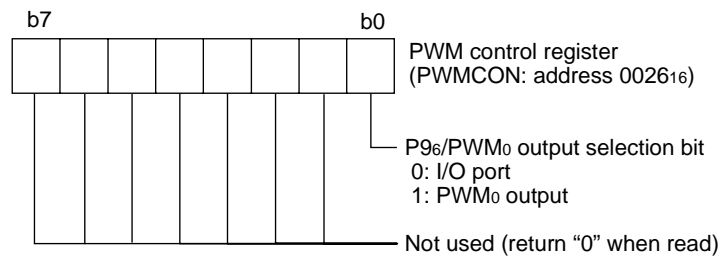 b7 b0
PWM control register
(PWMCON: address 0026₁₆)
P9₆/PWM₀ output selection bit
0: I/O port
1: PWM₀ output
Not used (return “0” when read)